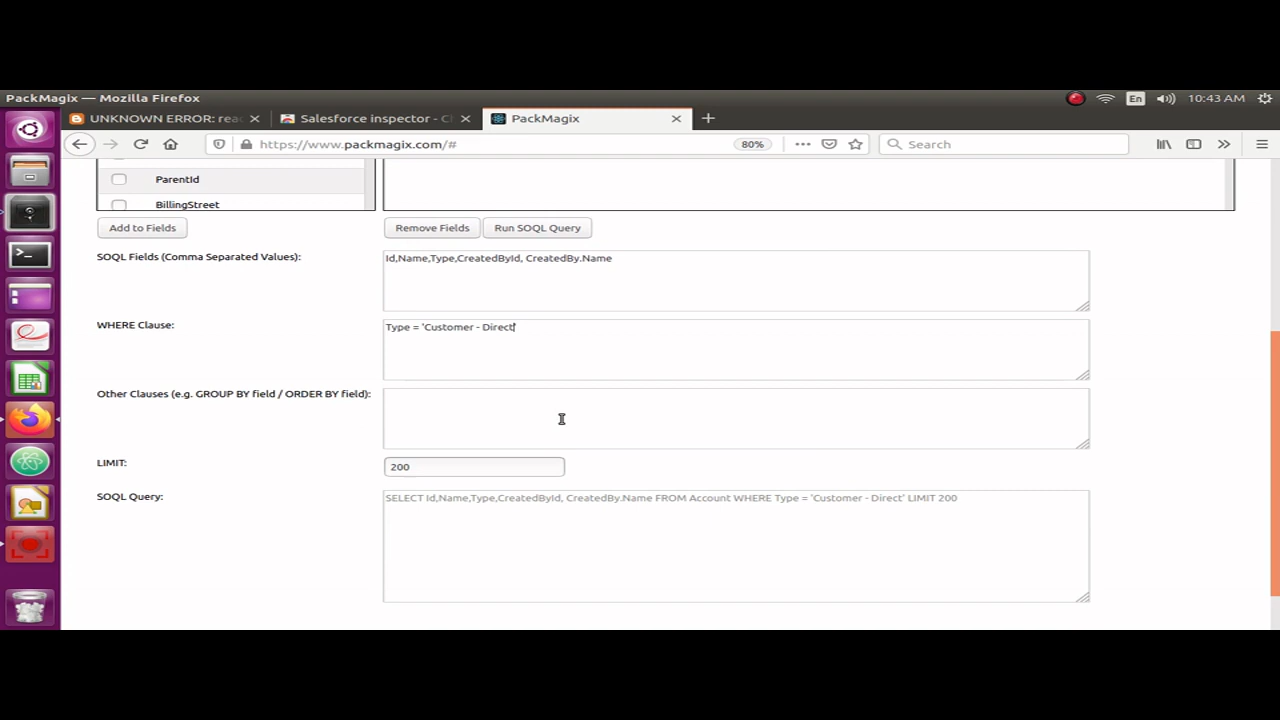 PackMagix — Mozilla Firefox
En
10:43 AM
UNKNOWN ERROR: rea
Salesforce inspector - C
PackMagix
https://www.packmagix.com/#
80%
Search
ParentId
BillingStreet
Add to Fields
Remove Fields
Run SOQL Query
SOQL Fields (Comma Separated Values):
Id,Name,Type,CreatedById, CreatedBy.Name
WHERE Clause:
Type = 'Customer - Direct'
Other Clauses (e.g. GROUP BY field / ORDER BY field):
LIMIT:
200
SOQL Query:
SELECT Id,Name,Type,CreatedById, CreatedBy.Name FROM Account WHERE Type = 'Customer - Direct' LIMIT 200